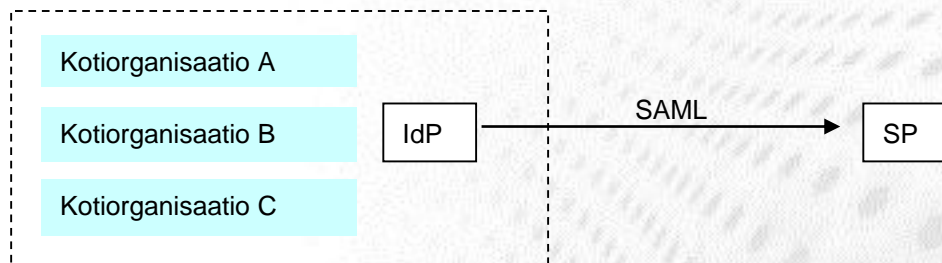 Kotiorganisaatio A
Kotiorganisaatio B
Kotiorganisaatio C
IdP
SAML
SP